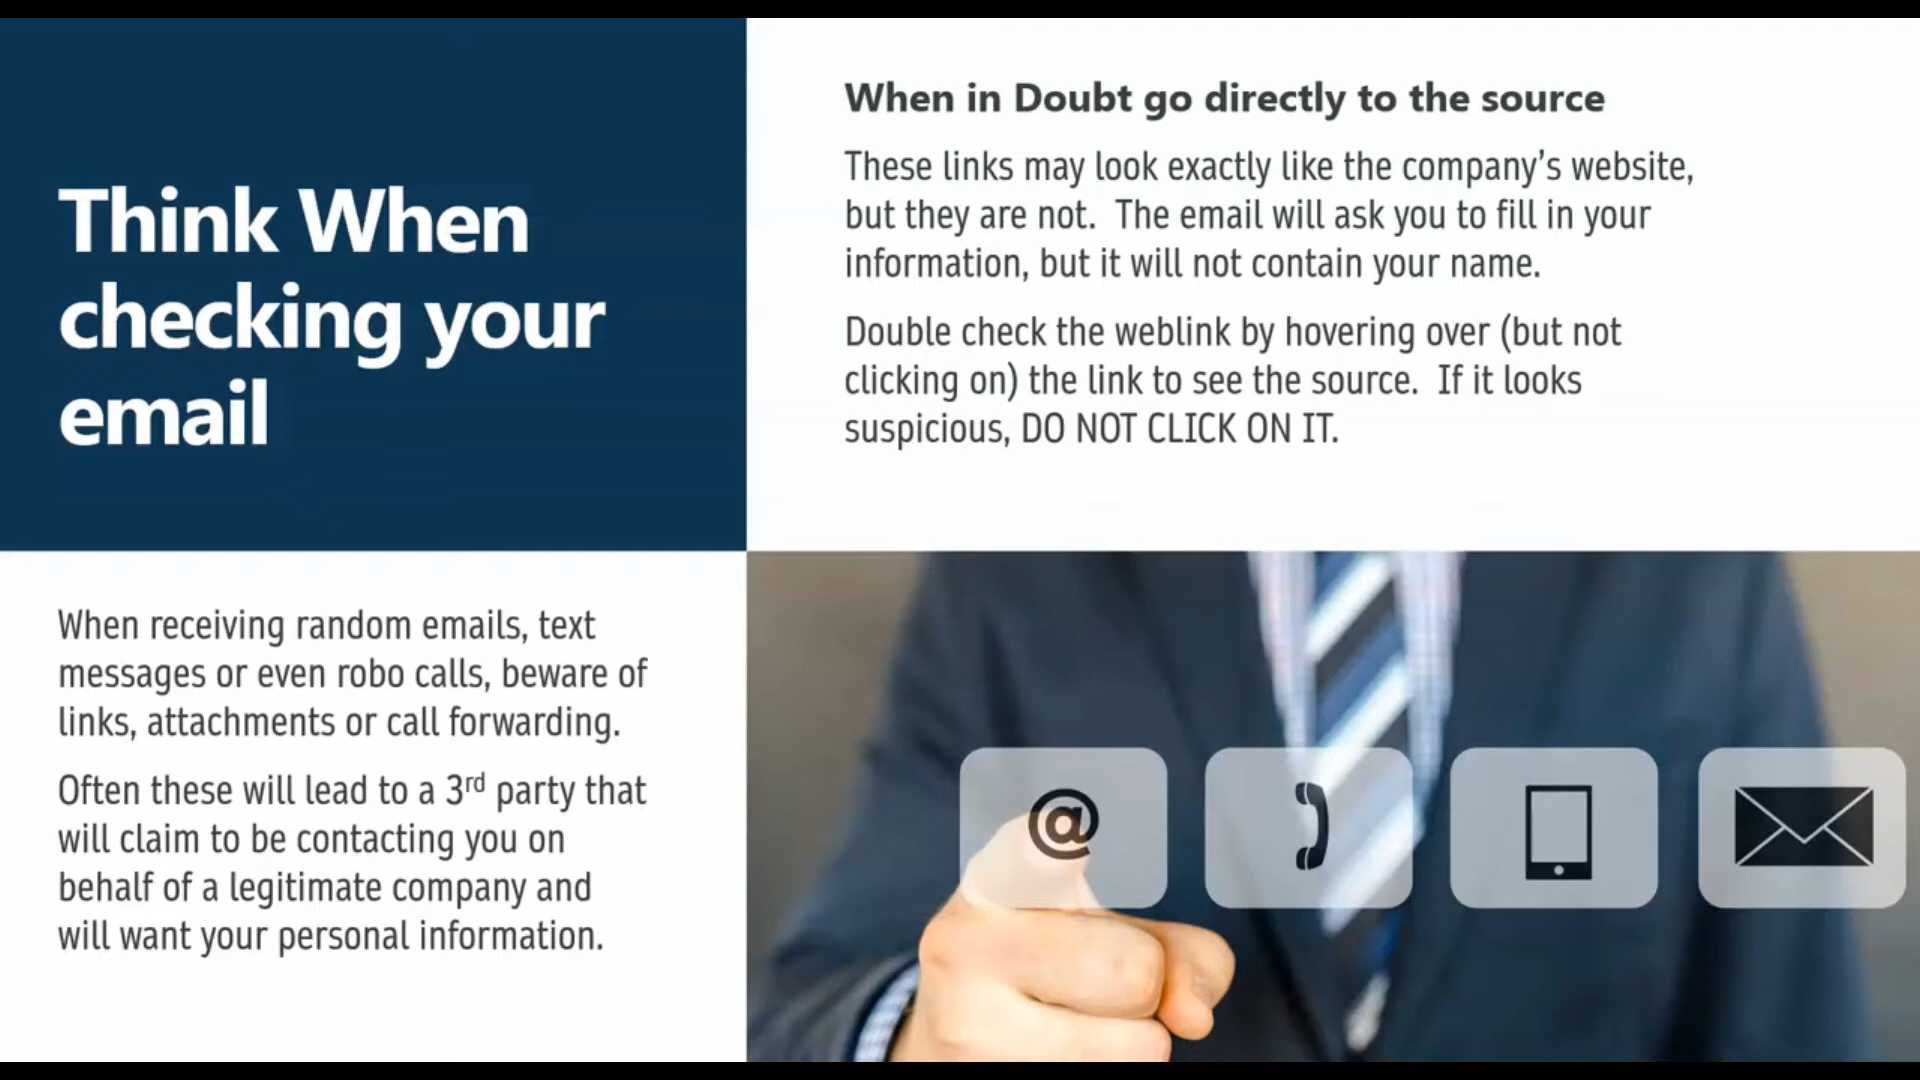 Think When
checking your
email
When in Doubt go directly to the source
These links may look exactly like the company’s website,
but they are not.  The email will ask you to fill in your
information, but it will not contain your name.
Double check the weblink by hovering over (but not
clicking on) the link to see the source.  If it looks
suspicious, DO NOT CLICK ON IT.
When receiving random emails, text
messages or even robo calls, beware of
links, attachments or call forwarding.
Often these will lead to a 3rd party that
will claim to be contacting you on
behalf of a legitimate company and
will want your personal information.
@